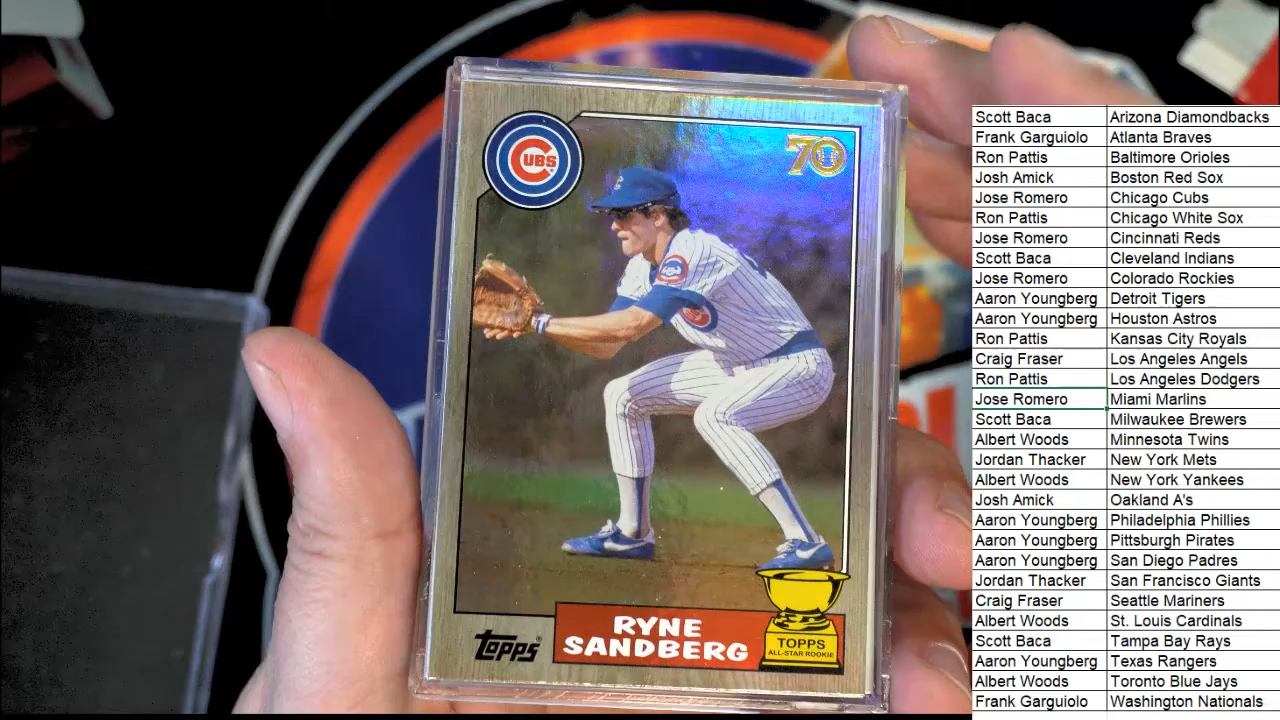 CUBS
70
RYNE
SANDBERG
Topps
TOPPS
ALL-STAR ROOKIE
Scott Baca Arizona Diamondbacks
Frank Garguiolo Atlanta Braves
Ron Pattis Baltimore Orioles
Josh Amick Boston Red Sox
Jose Romero Chicago Cubs
Ron Pattis Chicago White Sox
Jose Romero Cincinnati Reds
Scott Baca Cleveland Indians
Jose Romero Colorado Rockies
Aaron Youngberg Detroit Tigers
Aaron Youngberg Houston Astros
Ron Pattis Kansas City Royals
Craig Fraser Los Angeles Angels
Ron Pattis Los Angeles Dodgers
Jose Romero Miami Marlins
Scott Baca Milwaukee Brewers
Albert Woods Minnesota Twins
Jordan Thacker New York Mets
Albert Woods New York Yankees
Josh Amick Oakland A's
Aaron Youngberg Philadelphia Phillies
Aaron Youngberg Pittsburgh Pirates
Aaron Youngberg San Diego Padres
Jordan Thacker San Francisco Giants
Craig Fraser Seattle Mariners
Albert Woods St. Louis Cardinals
Scott Baca Tampa Bay Rays
Aaron Youngberg Texas Rangers
Albert Woods Toronto Blue Jays
Frank Garguiolo Washington Nationals